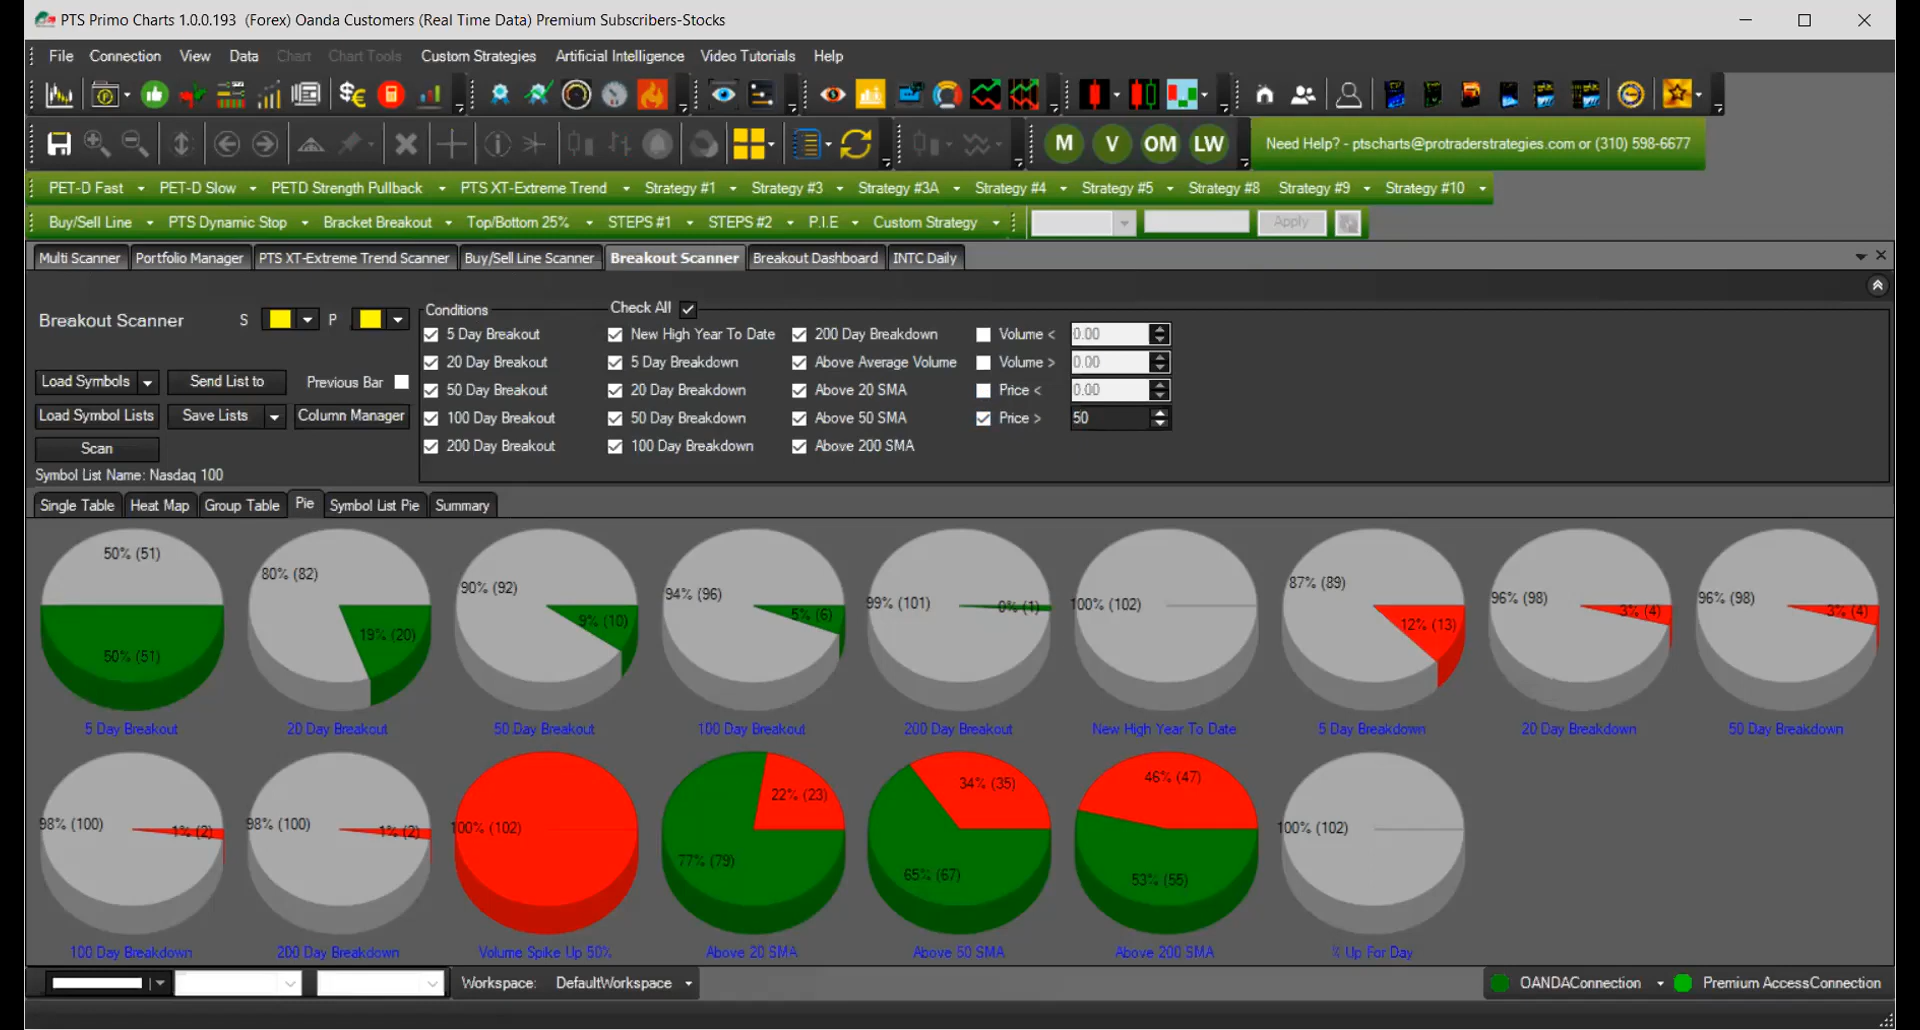 PTS Primo Charts 1.0.0.193 (Forex) Oanda Customers (Real Time Data) Premium Subscribers-Stocks
File Connection View Data Chart Chart Tools Custom Strategies Artificial Intelligence Video Tutorials Help
M V OM LW Need Help? - ptscharts@protraderstrategies.com or (310) 598-6677
PET-D Fast PET-D Slow PETD Strength Pullback PTS XT-Extreme Trend Strategy #1 Strategy #3 Strategy #3A Strategy #4 Strategy #5 Strategy #8 Strategy #9 Strategy #10
Buy/Sell Line PTS Dynamic Stop Bracket Breakout Top/Bottom 25% STEPS #1 STEPS #2 P.I.E Custom Strategy Apply
Multi Scanner Portfolio Manager PTS XT-Extreme Trend Scanner Buy/Sell Line Scanner Breakout Scanner Breakout Dashboard INTC Daily
Conditions Check All
Breakout Scanner S P
5 Day Breakout New High Year To Date 200 Day Breakdown Volume < 0.00
20 Day Breakout 5 Day Breakdown Above Average Volume Volume > 0.00
Load Symbols Send List to Previous Bar 50 Day Breakout 20 Day Breakdown Above 20 SMA Price < 0.00
Load Symbol Lists Save Lists Column Manager 100 Day Breakout 50 Day Breakdown Above 50 SMA Price > 50
Scan 200 Day Breakout 100 Day Breakdown Above 200 SMA
Symbol List Name: Nasdaq 100
Single Table Heat Map Group Table Pie Symbol List Pie Summary
50% (51) 50% (51)
80% (82) 19% (20)
90% (92) 9% (10)
94% (96) 5% (6)
99% (101) 0% (1)
100% (102)
87% (89) 12% (13)
96% (98) 3% (4)
96% (98) 3% (4)
5 Day Breakout 20 Day Breakout 50 Day Breakout 100 Day Breakout 200 Day Breakout New High Year To Date 5 Day Breakdown 20 Day Breakdown 50 Day Breakdown
98% (100) 1% (2)
98% (100) 1% (2)
100% (102)
22% (23) 77% (79)
34% (35) 65% (67)
46% (47) 53% (55)
100% (102)
100 Day Breakdown 200 Day Breakdown Volume Spike Up 50% Above 20 SMA Above 50 SMA Above 200 SMA % Up For Day
Workspace: DefaultWorkspace OANDAConnection Premium AccessConnection